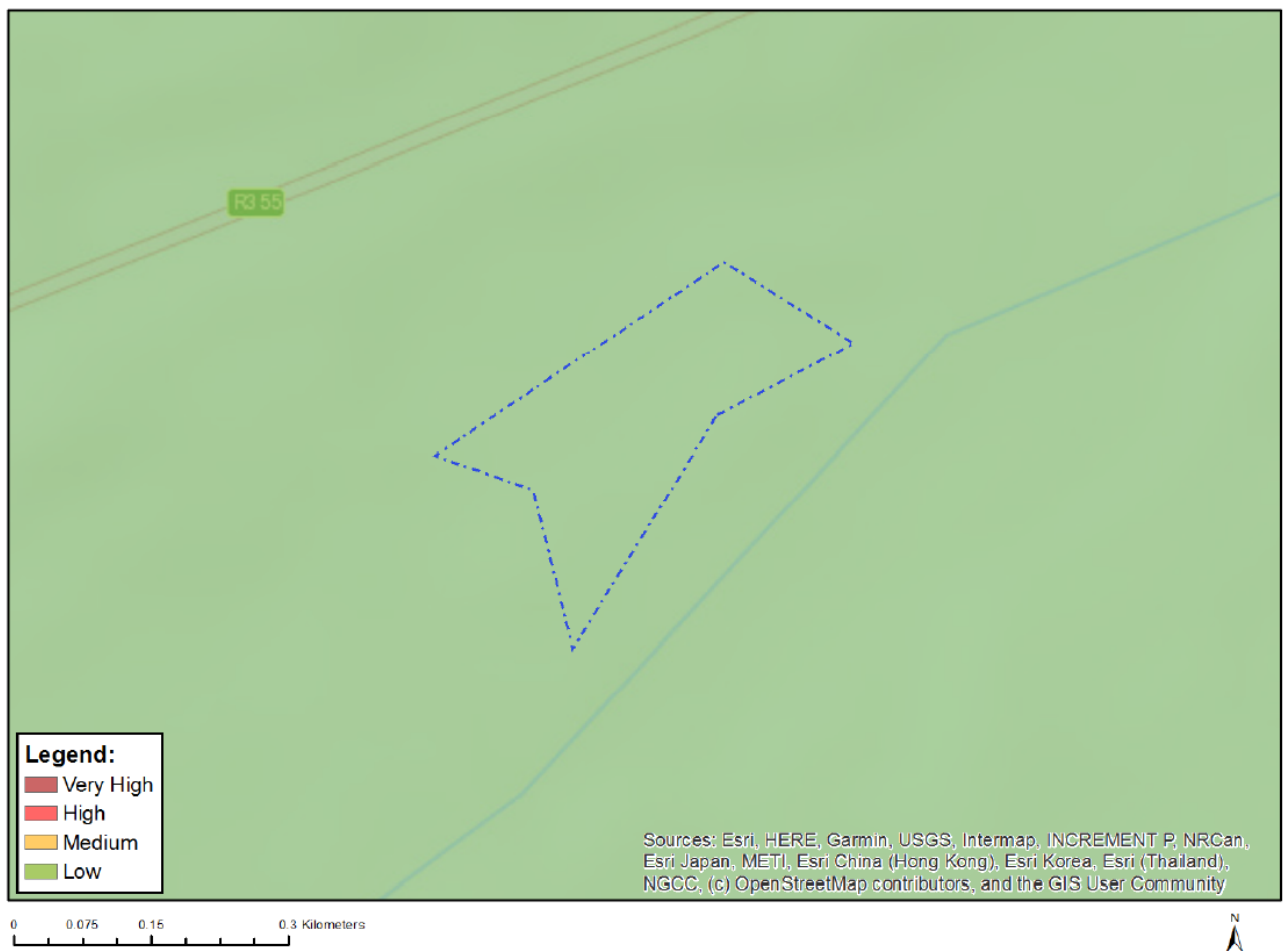 R355
Legend:
Very High
High
Medium
Low
Sources: Esri, HERE, Garmin, USGS, Intermap, INCREMENT P, NRCan,
Esri Japan, METI, Esri China (Hong Kong), Esri Korea, Esri (Thailand),
NGCC, (c) OpenStreetMap contributors, and the GIS User Community
0 0.075 0.15 0.3 Kilometers
N